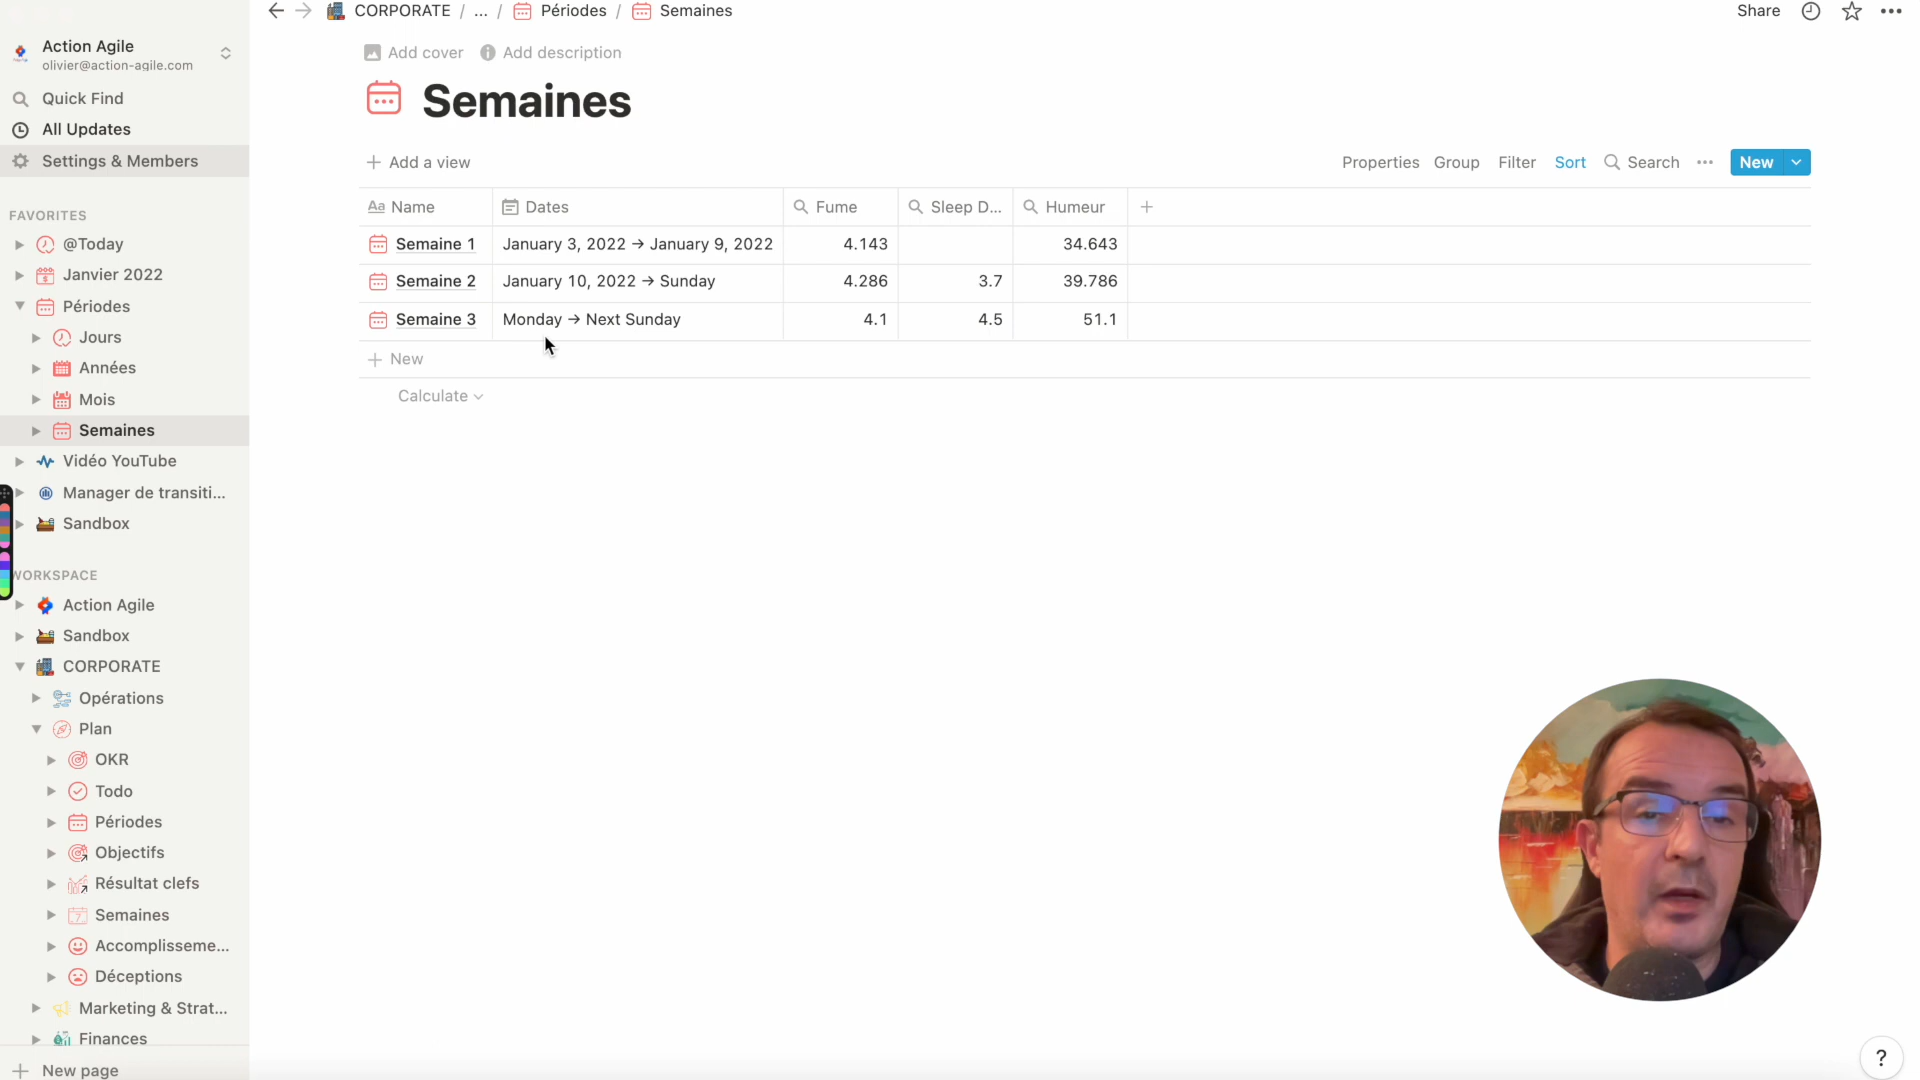 CORPORATE / ... / Périodes / Semaines
Share
Action Agile
olivier@action-agile.com
Quick Find
All Updates
Settings & Members
FAVORITES
@Today
Janvier 2022
Périodes
Jours
Années
Mois
Semaines
Vidéo YouTube
Manager de transiti...
Sandbox
WORKSPACE
Action Agile
Sandbox
CORPORATE
Opérations
Plan
OKR
Todo
Périodes
Objectifs
Résultat clefs
Semaines
Accomplisseme...
Déceptions
Marketing & Strat...
Finances
New page
Add cover Add description
Semaines
Add a view
Properties Group Filter Sort Search ... New
Aa Name Dates Fume Sleep D... Humeur +
Semaine 1 January 3, 2022 → January 9, 2022 4.143 34.643
Semaine 2 January 10, 2022 → Sunday 4.286 3.7 39.786
Semaine 3 Monday → Next Sunday 4.1 4.5 51.1
+ New
Calculate
?